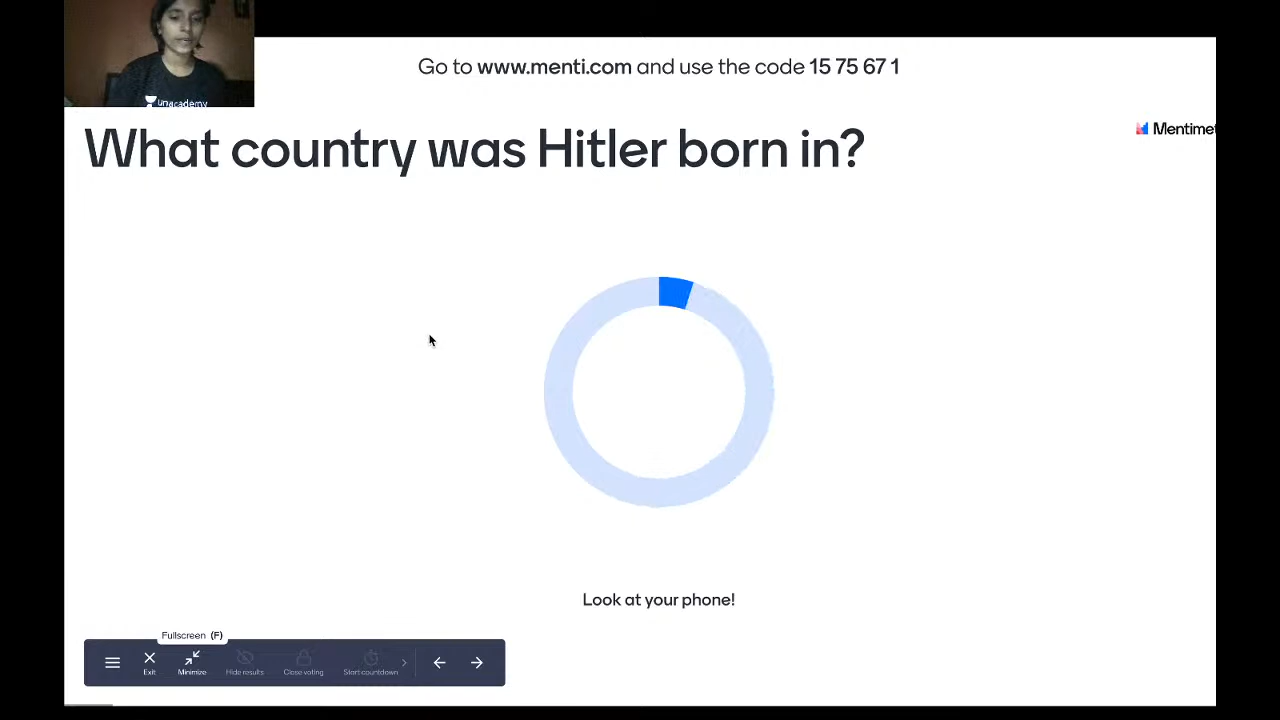 unacademy
Go to www.menti.com and use the code 15 75 67 1
Mentimet
What country was Hitler born in?
Look at your phone!
Fullscreen (F)
Exit
Minimize
Hide results
Close voting
Start countdown